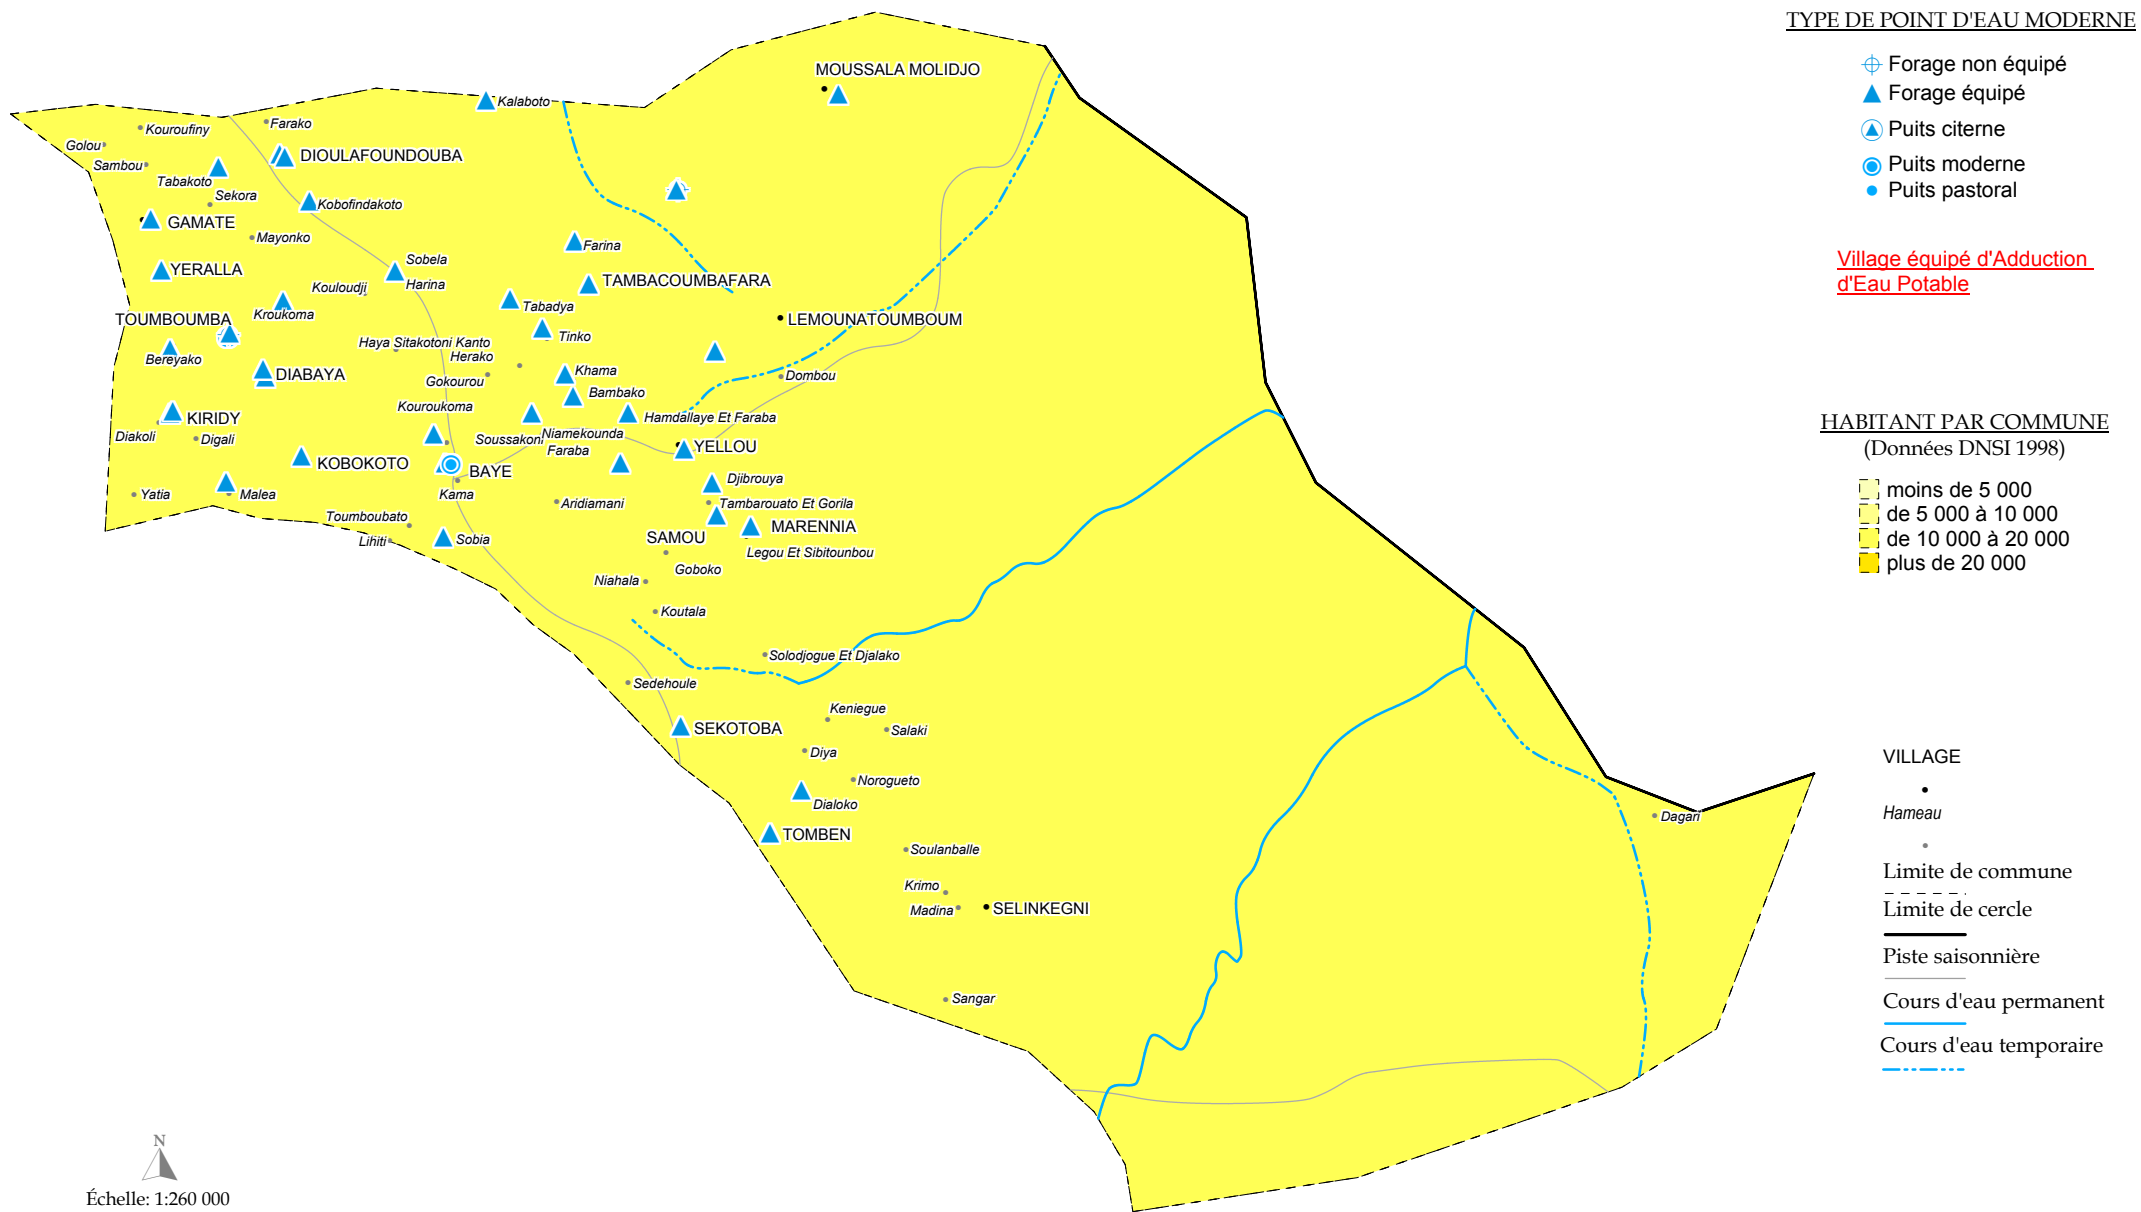 TYPE DE POINT D'EAU MODERNE
Forage non équipé
Forage équipé
Puits citerne
Puits moderne
Puits pastoral
Village équipé d'Adduction
d'Eau Potable
HABITANT PAR COMMUNE
(Données DNSI 1998)
moins de 5 000
de 5 000 à 10 000
de 10 000 à 20 000
plus de 20 000
VILLAGE
Hameau
Limite de commune
Limite de cercle
Piste saisonnière
Cours d'eau permanent
Cours d'eau temporaire
MOUSSALA MOLIDJO
Kalaboto
Farako
Kouroufiny
Golou
DIOULAFOUNDOUBA
Sambou
Tabakoto
Sekora
Kobofindakoto
GAMATE
Mayonko
Farina
Sobela
YERALLA
TAMBACOUMBAFARA
Harina
Kouloudji
Tabadya
Kroukoma
TOUMBOUMBA
LEMOUNATOUMBOUM
Tinko
Haya Sitakotoni Kanto
Herako
Bereyako
Khama
DIABAYA
Dombou
Gokourou
Bambako
Kouroukoma
KIRIDY
Hamdallaye Et Faraba
Diakoli
Digali
Soussakoni
Niamekounda
Faraba
YELLOU
KOBOKOTO
BAYE
Djibrouya
Yatia
Malea
Kama
Aridiamani
Tambarouato Et Gorila
Toumboubato
MARENNIA
SAMOU
Lihiti
Sobia
Legou Et Sibitounbou
Goboko
Niahala
Koutala
Solodjogue Et Djalako
Sedehoule
Keniegue
SEKOTOBA
Salaki
Diya
Norogueto
Dialoko
Dagari
TOMBEN
Soulanballe
Krimo
Madina
SELINKEGNI
Sangar
N
Échelle: 1:260 000